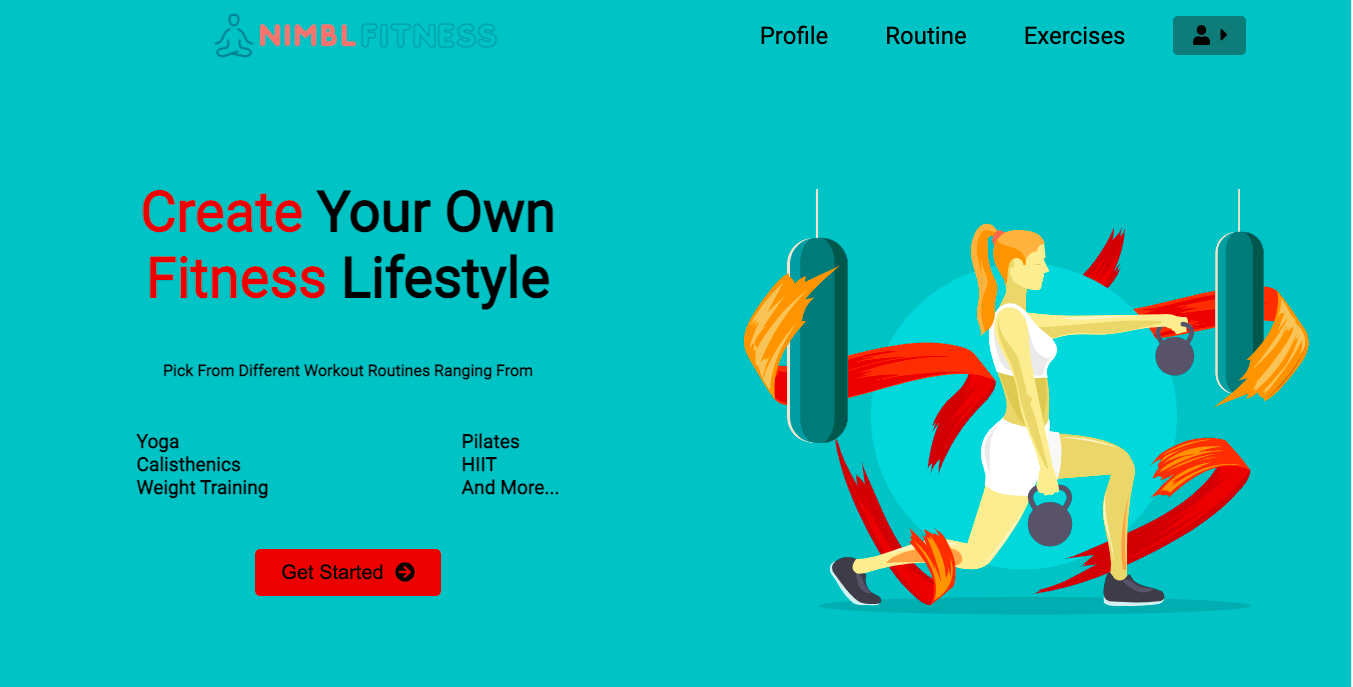 NIMBL FITNESS
Profile Routine Exercises
Create Your Own
Fitness Lifestyle
Pick From Different Workout Routines Ranging From
Yoga
Calisthenics
Weight Training
Pilates
HIIT
And More...
Get Started